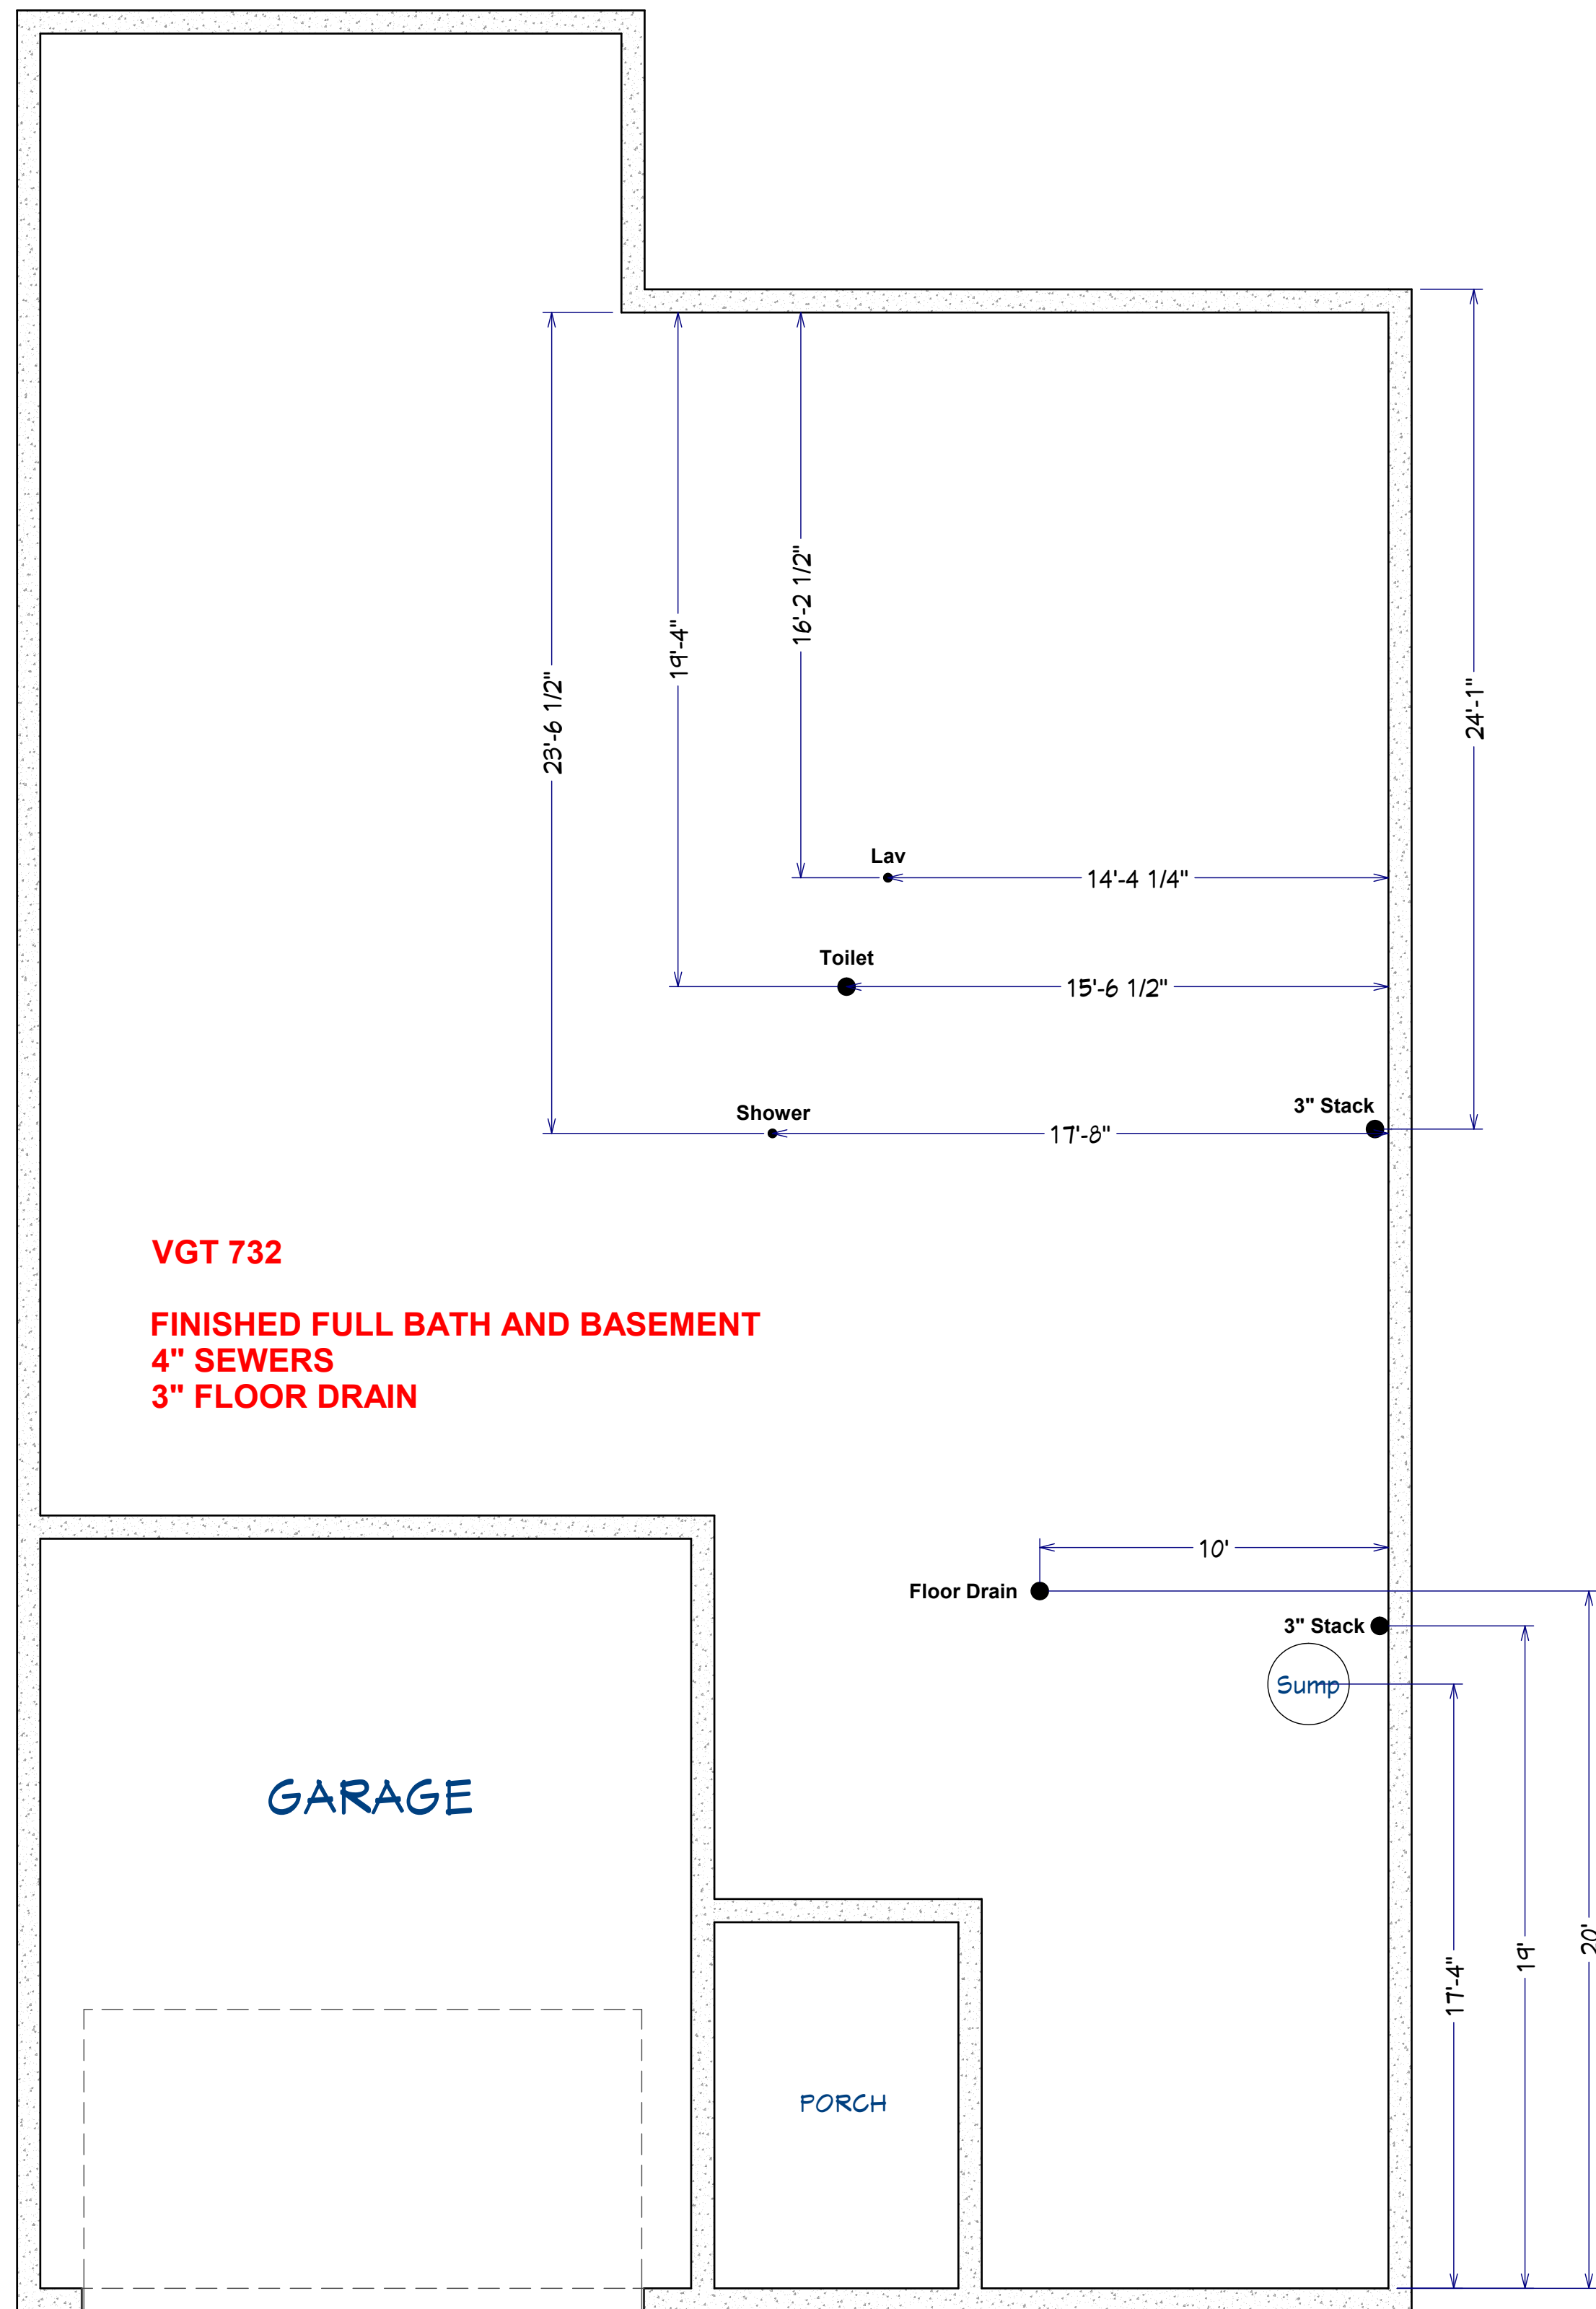 16'-2 1/2"
19'-4"
23'-6 1/2"
24'-1"
Lav
14'-4 1/4"
Toilet
15'-6 1/2"
3" Stack
Shower
17'-8"
VGT 732
FINISHED FULL BATH AND BASEMENT
4" SEWERS
3" FLOOR DRAIN
10'
Floor Drain
3" Stack
Sump
GARAGE
20'
19'
17'-4"
PORCH